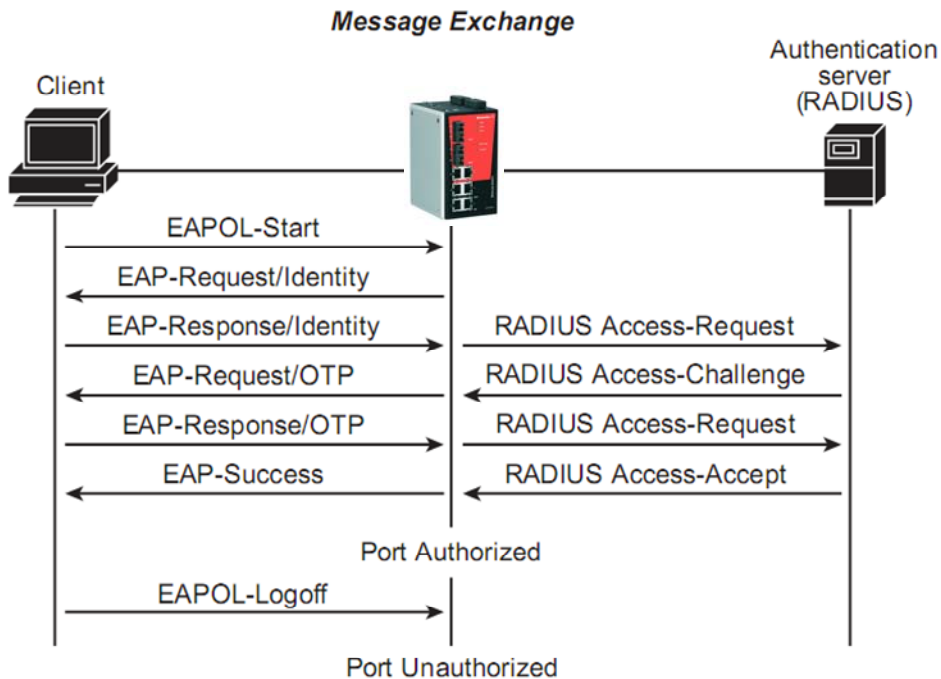 Message Exchange
Client
Authentication
server
(RADIUS)
EAPOL-Start
EAP-Request/Identity
EAP-Response/Identity
RADIUS Access-Request
EAP-Request/OTP
RADIUS Access-Challenge
EAP-Response/OTP
RADIUS Access-Request
EAP-Success
RADIUS Access-Accept
Port Authorized
EAPOL-Logoff
Port Unauthorized